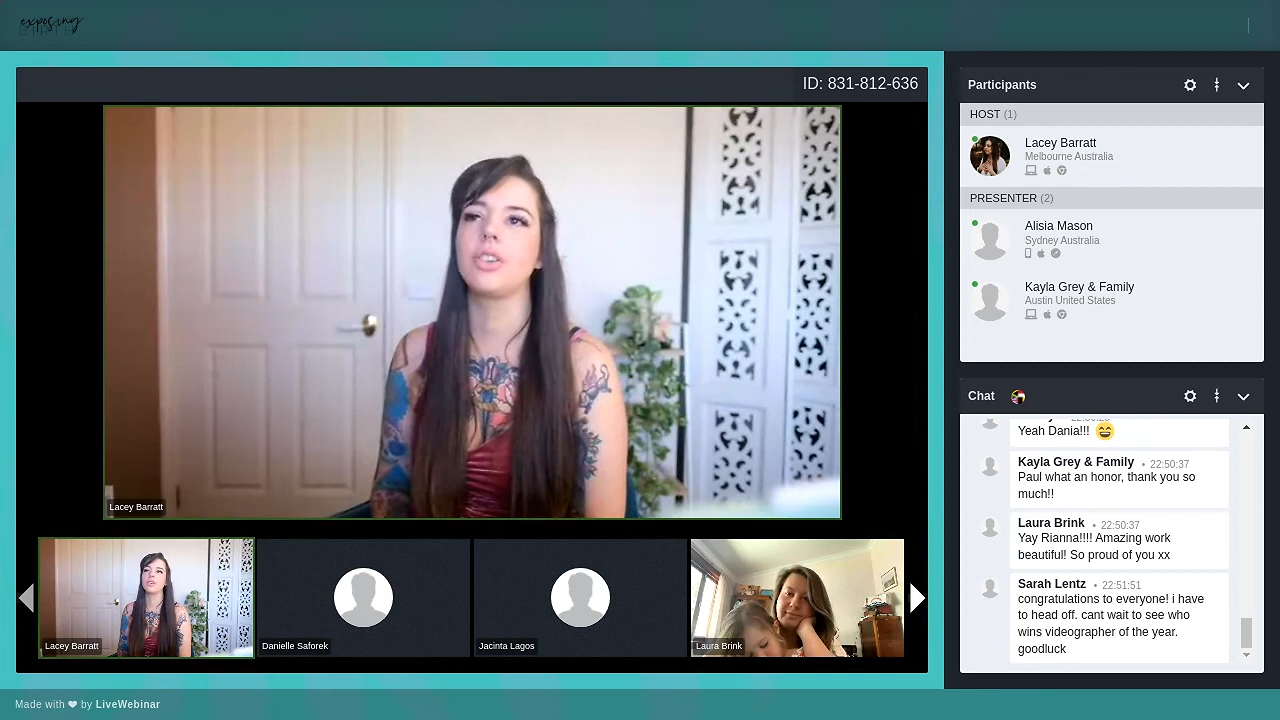 exposing
BIRTH
ID: 831-812-636
Lacey Barratt
Lacey Barratt
Danielle Saforek
Jacinta Lagos
Laura Brink
Participants
HOST (1)
Lacey Barratt
Melbourne Australia
PRESENTER (2)
Alisia Mason
Sydney Australia
Kayla Grey & Family
Austin United States
Chat
Yeah Dania!!! 😄
Kayla Grey & Family • 22:50:37
Paul what an honor, thank you so
much!!
Laura Brink • 22:50:37
Yay Rianna!!!! Amazing work
beautiful! So proud of you xx
Sarah Lentz • 22:51:51
congratulations to everyone! i have
to head off. cant wait to see who
wins videographer of the year.
goodluck
Made with ❤ by LiveWebinar